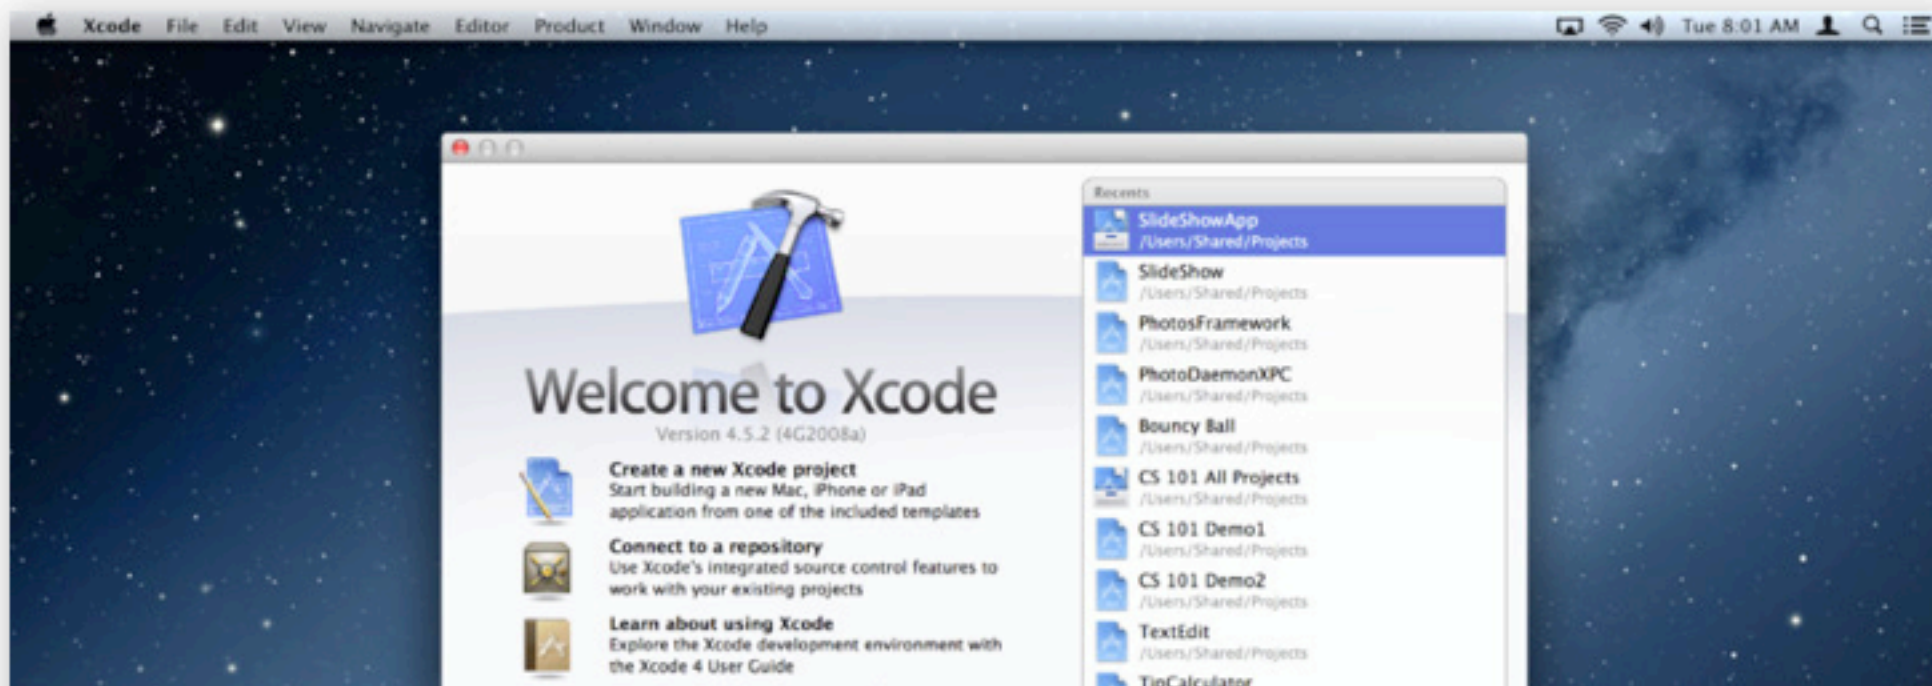 Xcode File Edit View Navigate Editor Product Window Help Tue 8:01 AM
Welcome to Xcode
Version 4.5.2 (4G2008a)
Create a new Xcode project
Start building a new Mac, iPhone or iPad
application from one of the included templates
Connect to a repository
Use Xcode's integrated source control features to
work with your existing projects
Learn about using Xcode
Explore the Xcode development environment with
the Xcode 4 User Guide
Recents
SlideShowApp
/Users/Shared/Projects
SlideShow
/Users/Shared/Projects
PhotosFramework
/Users/Shared/Projects
PhotoDaemonXPC
/Users/Shared/Projects
Bouncy Ball
/Users/Shared/Projects
CS 101 All Projects
/Users/Shared/Projects
CS 101 Demo1
/Users/Shared/Projects
CS 101 Demo2
/Users/Shared/Projects
TextEdit
/Users/Shared/Projects
TipCalculator